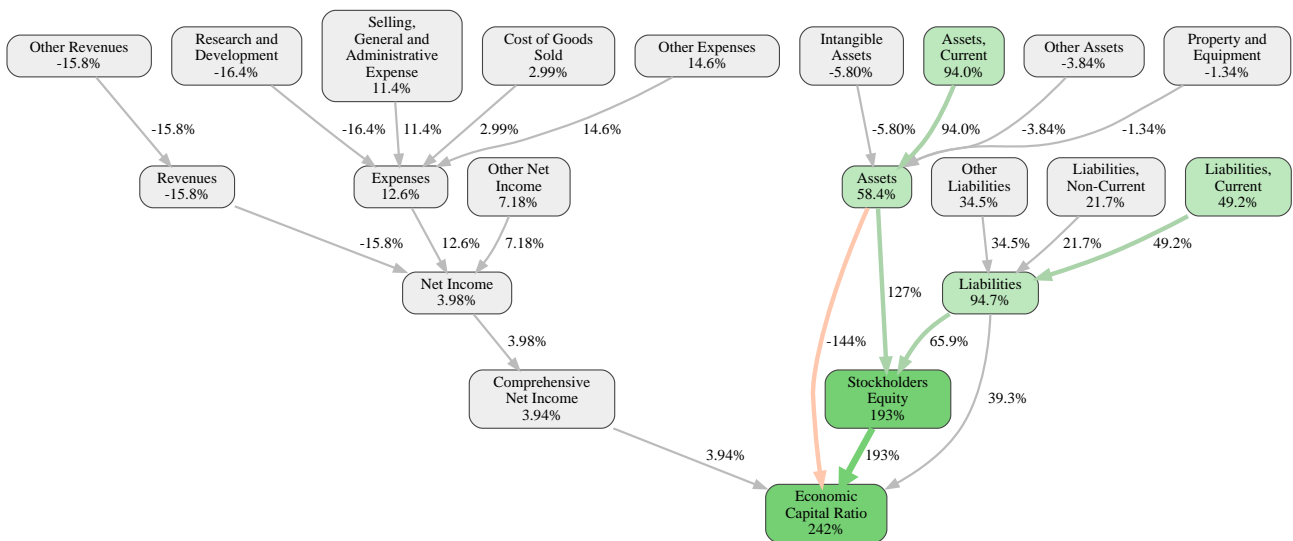 Other Revenues
-15.8%
Research and
Development
-16.4%
Selling,
General and
Administrative
Expense
11.4%
Cost of Goods
Sold
2.99%
Other Expenses
14.6%
Intangible
Assets
-5.80%
Assets,
Current
94.0%
Other Assets
-3.84%
Property and
Equipment
-1.34%
-15.8%
-16.4%
11.4%
2.99%
14.6%
-5.80%
94.0%
-3.84%
-1.34%
Revenues
-15.8%
Expenses
12.6%
Other Net
Income
7.18%
Assets
58.4%
Other
Liabilities
34.5%
Liabilities,
Non-Current
21.7%
Liabilities,
Current
49.2%
-15.8%
12.6%
7.18%
34.5%
21.7%
49.2%
Net Income
3.98%
127%
Liabilities
94.7%
3.98%
-144%
65.9%
Comprehensive
Net Income
3.94%
Stockholders
Equity
193%
39.3%
3.94%
193%
Economic
Capital Ratio
242%